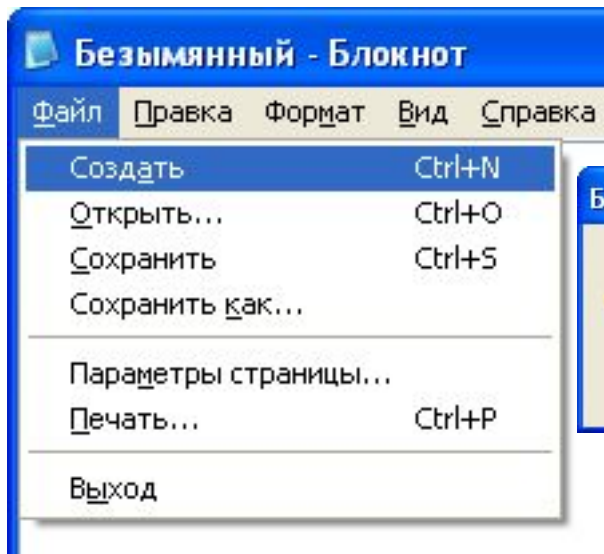 Безымянный - Блокнот
Файл Правка Формат Вид Справка
Создать Ctrl+N
Открыть... Ctrl+O
Сохранить Ctrl+S
Сохранить как...
Параметры страницы...
Печать... Ctrl+P
Выход